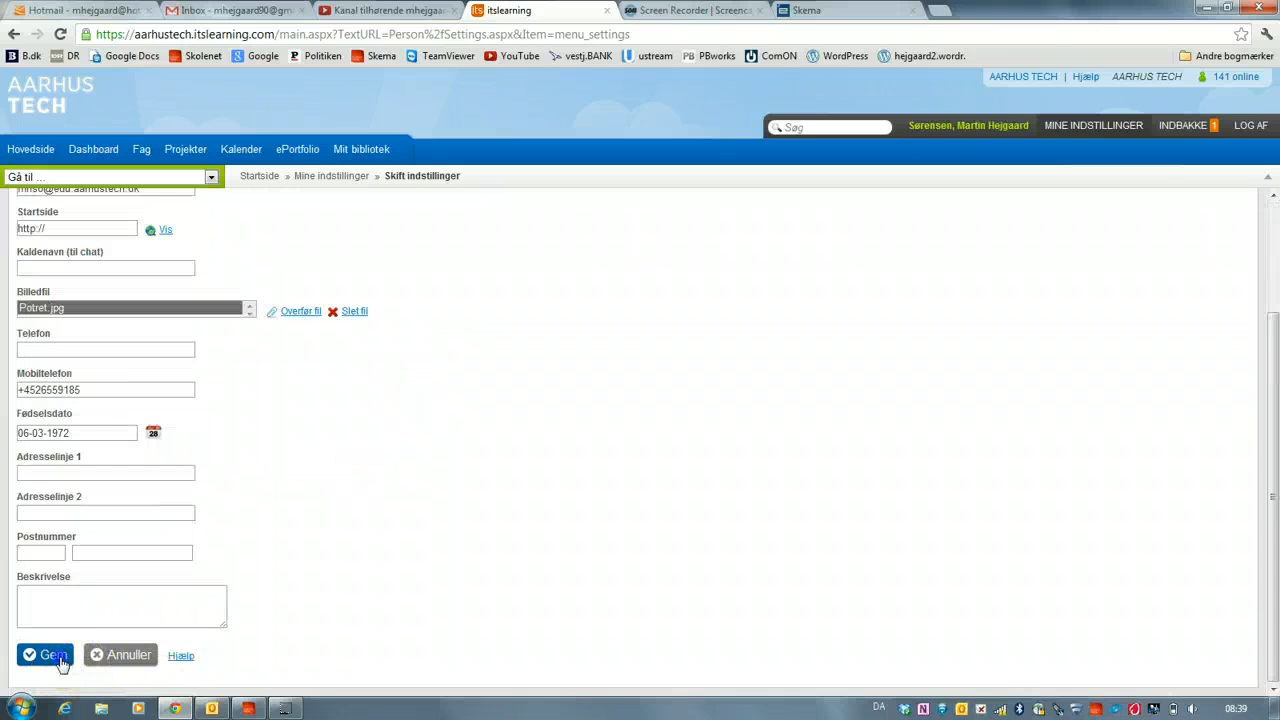 Hotmail - mhejgaard@hot
Inbox - mhejgaard90@gm
Kanal tilhørende mhejgaa
itslearning
Screen Recorder | Screenca
Skema
https://aarhustech.itslearning.com/main.aspx?TextURL=Person%2fSettings.aspx&Item=menu_settings
B.dk
DR
Google Docs
Skolenet
Google
Politiken
Skema
TeamViewer
YouTube
vestj.BANK
ustream
PBworks
ComON
WordPress
hejgaard2.wordpr.
Andre bogmærker
AARHUS TECH
AARHUS TECH | Hjælp AARHUS TECH 141 online
Søg
Sørensen, Martin Hejgaard MINE INDSTILLINGER INDBAKKE 1 LOG AF
Hovedside Dashboard Fag Projekter Kalender ePortfolio Mit bibliotek
Gå til ...
Startside » Mine indstillinger » Skift indstillinger
mhso@edu.aarhustech.dk
Startside
http:// Vis
Kaldenavn (til chat)
Billedfil
Potret.jpg Overfør fil Slet fil
Telefon
Mobiltelefon
+4526559185
Fødselsdato
06-03-1972 28
Adresselinje 1
Adresselinje 2
Postnummer
Beskrivelse
Gem Annuller Hjælp
DA 08:39